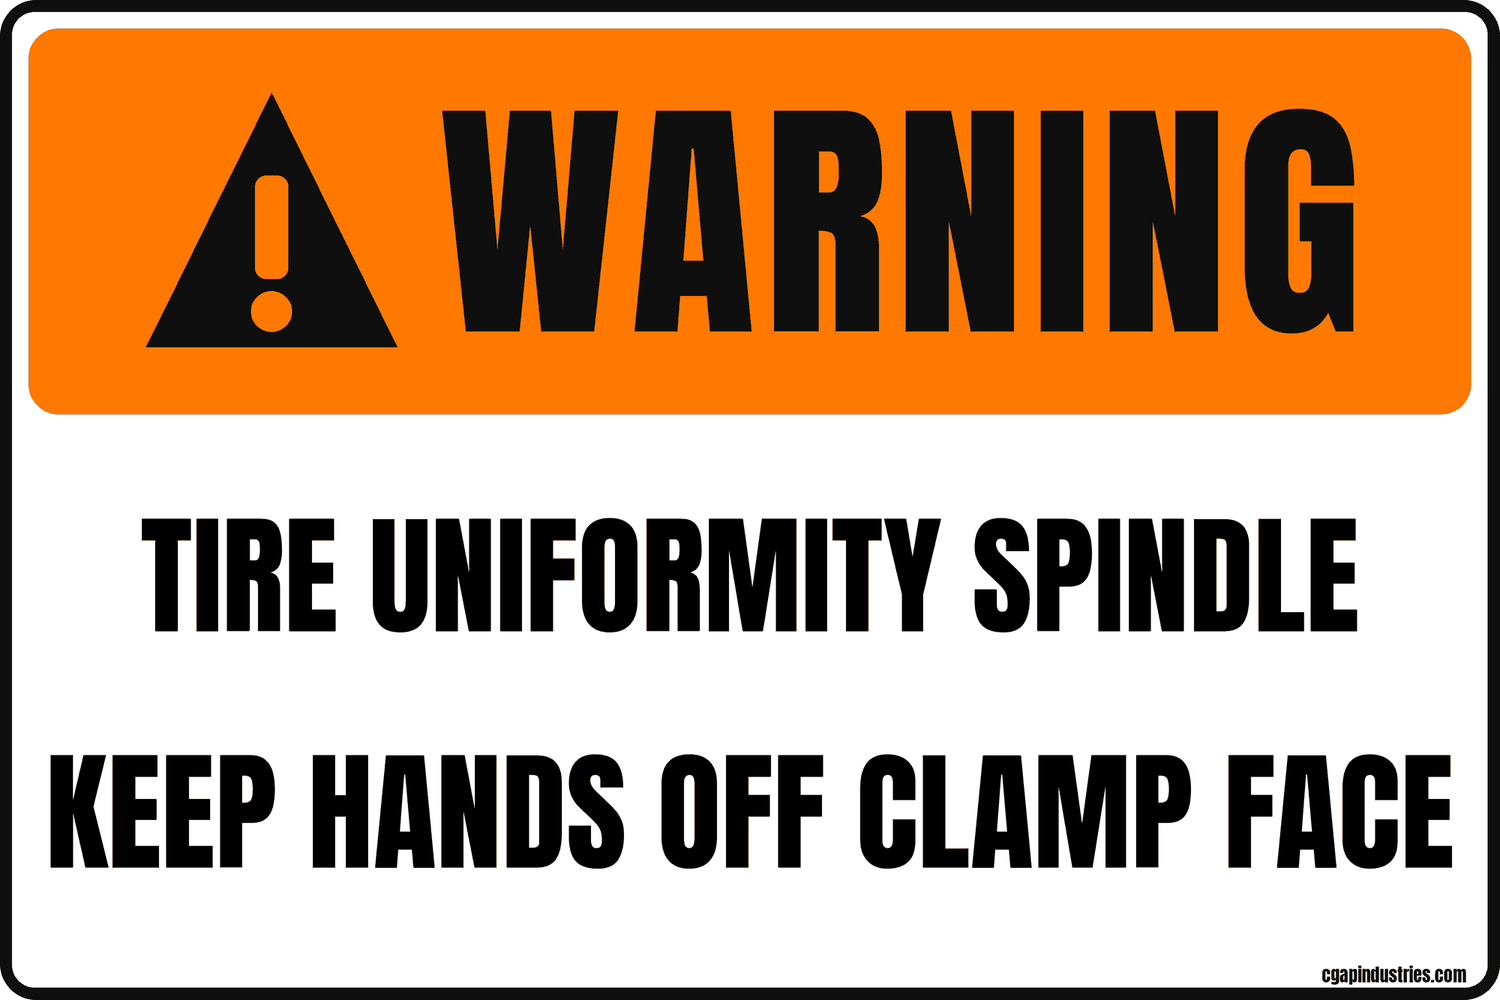 WARNING
TIRE UNIFORMITY SPINDLE
KEEP HANDS OFF CLAMP FACE
cgapindustries.com